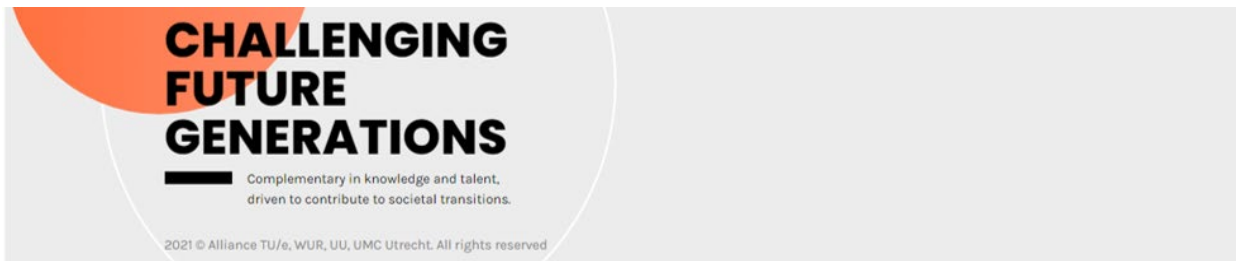 CHALLENGING
FUTURE
GENERATIONS
Complementary in knowledge and talent,
driven to contribute to societal transitions.
2021 © Alliance TU/e, WUR, UU, UMC Utrecht. All rights reserved